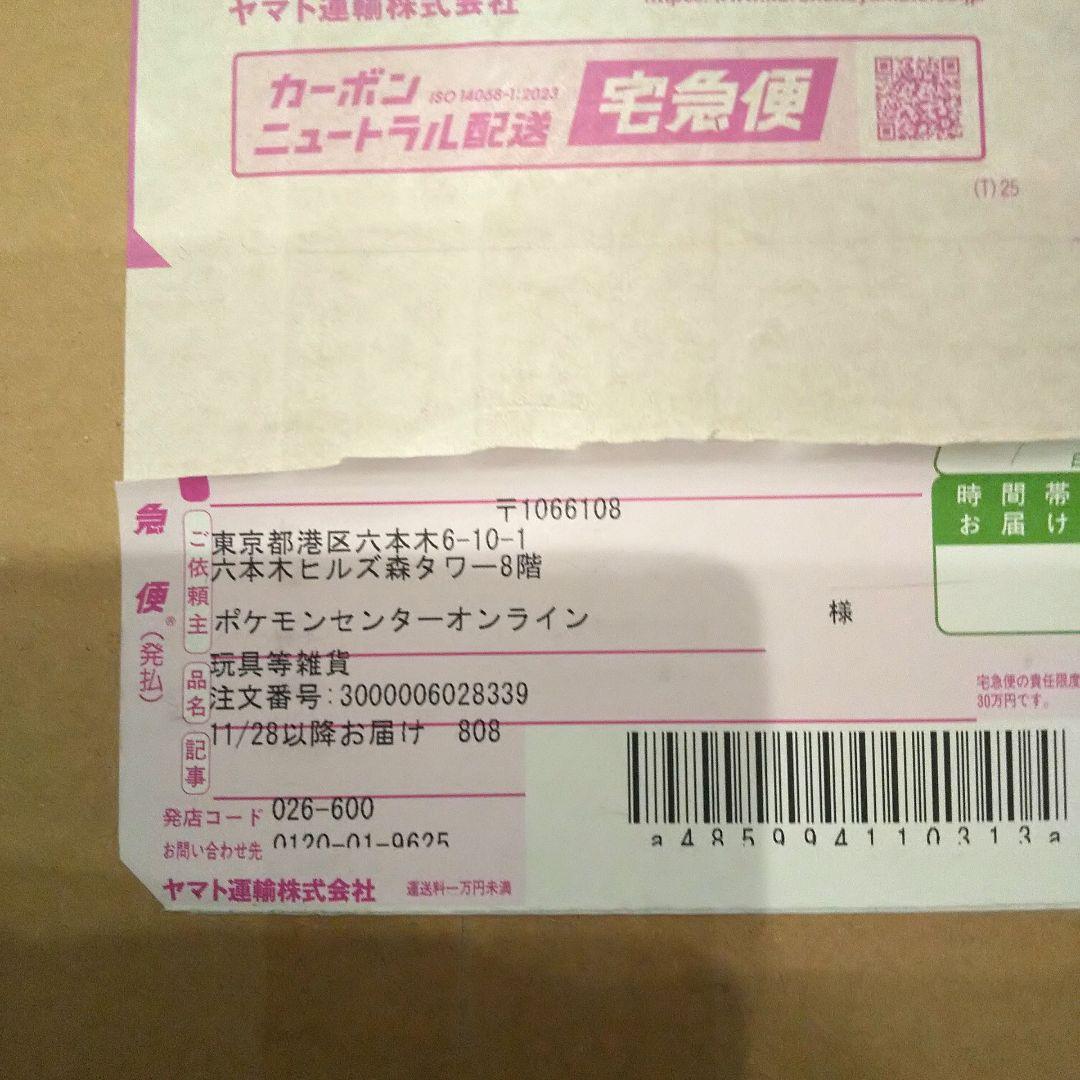 ヤマト運輸株式会社
カーボン ISO 14068-1:2023
ニュートラル配送
宅急便
(T) 25
急便®(発払)
時間帯
お届け
ご依頼主
〒1066108
東京都港区六本木6-10-1
六本木ヒルズ森タワー8階
ポケモンセンターオンライン 様
品名
玩具等雑貨
注文番号:3000006028339
宅急便の責任限度
30万円です。
記事
11/28以降お届け 808
発店コード 026-600
お問い合わせ先 0120-01-9625
a485994110313a
ヤマト運輸株式会社 運送料一万円未満